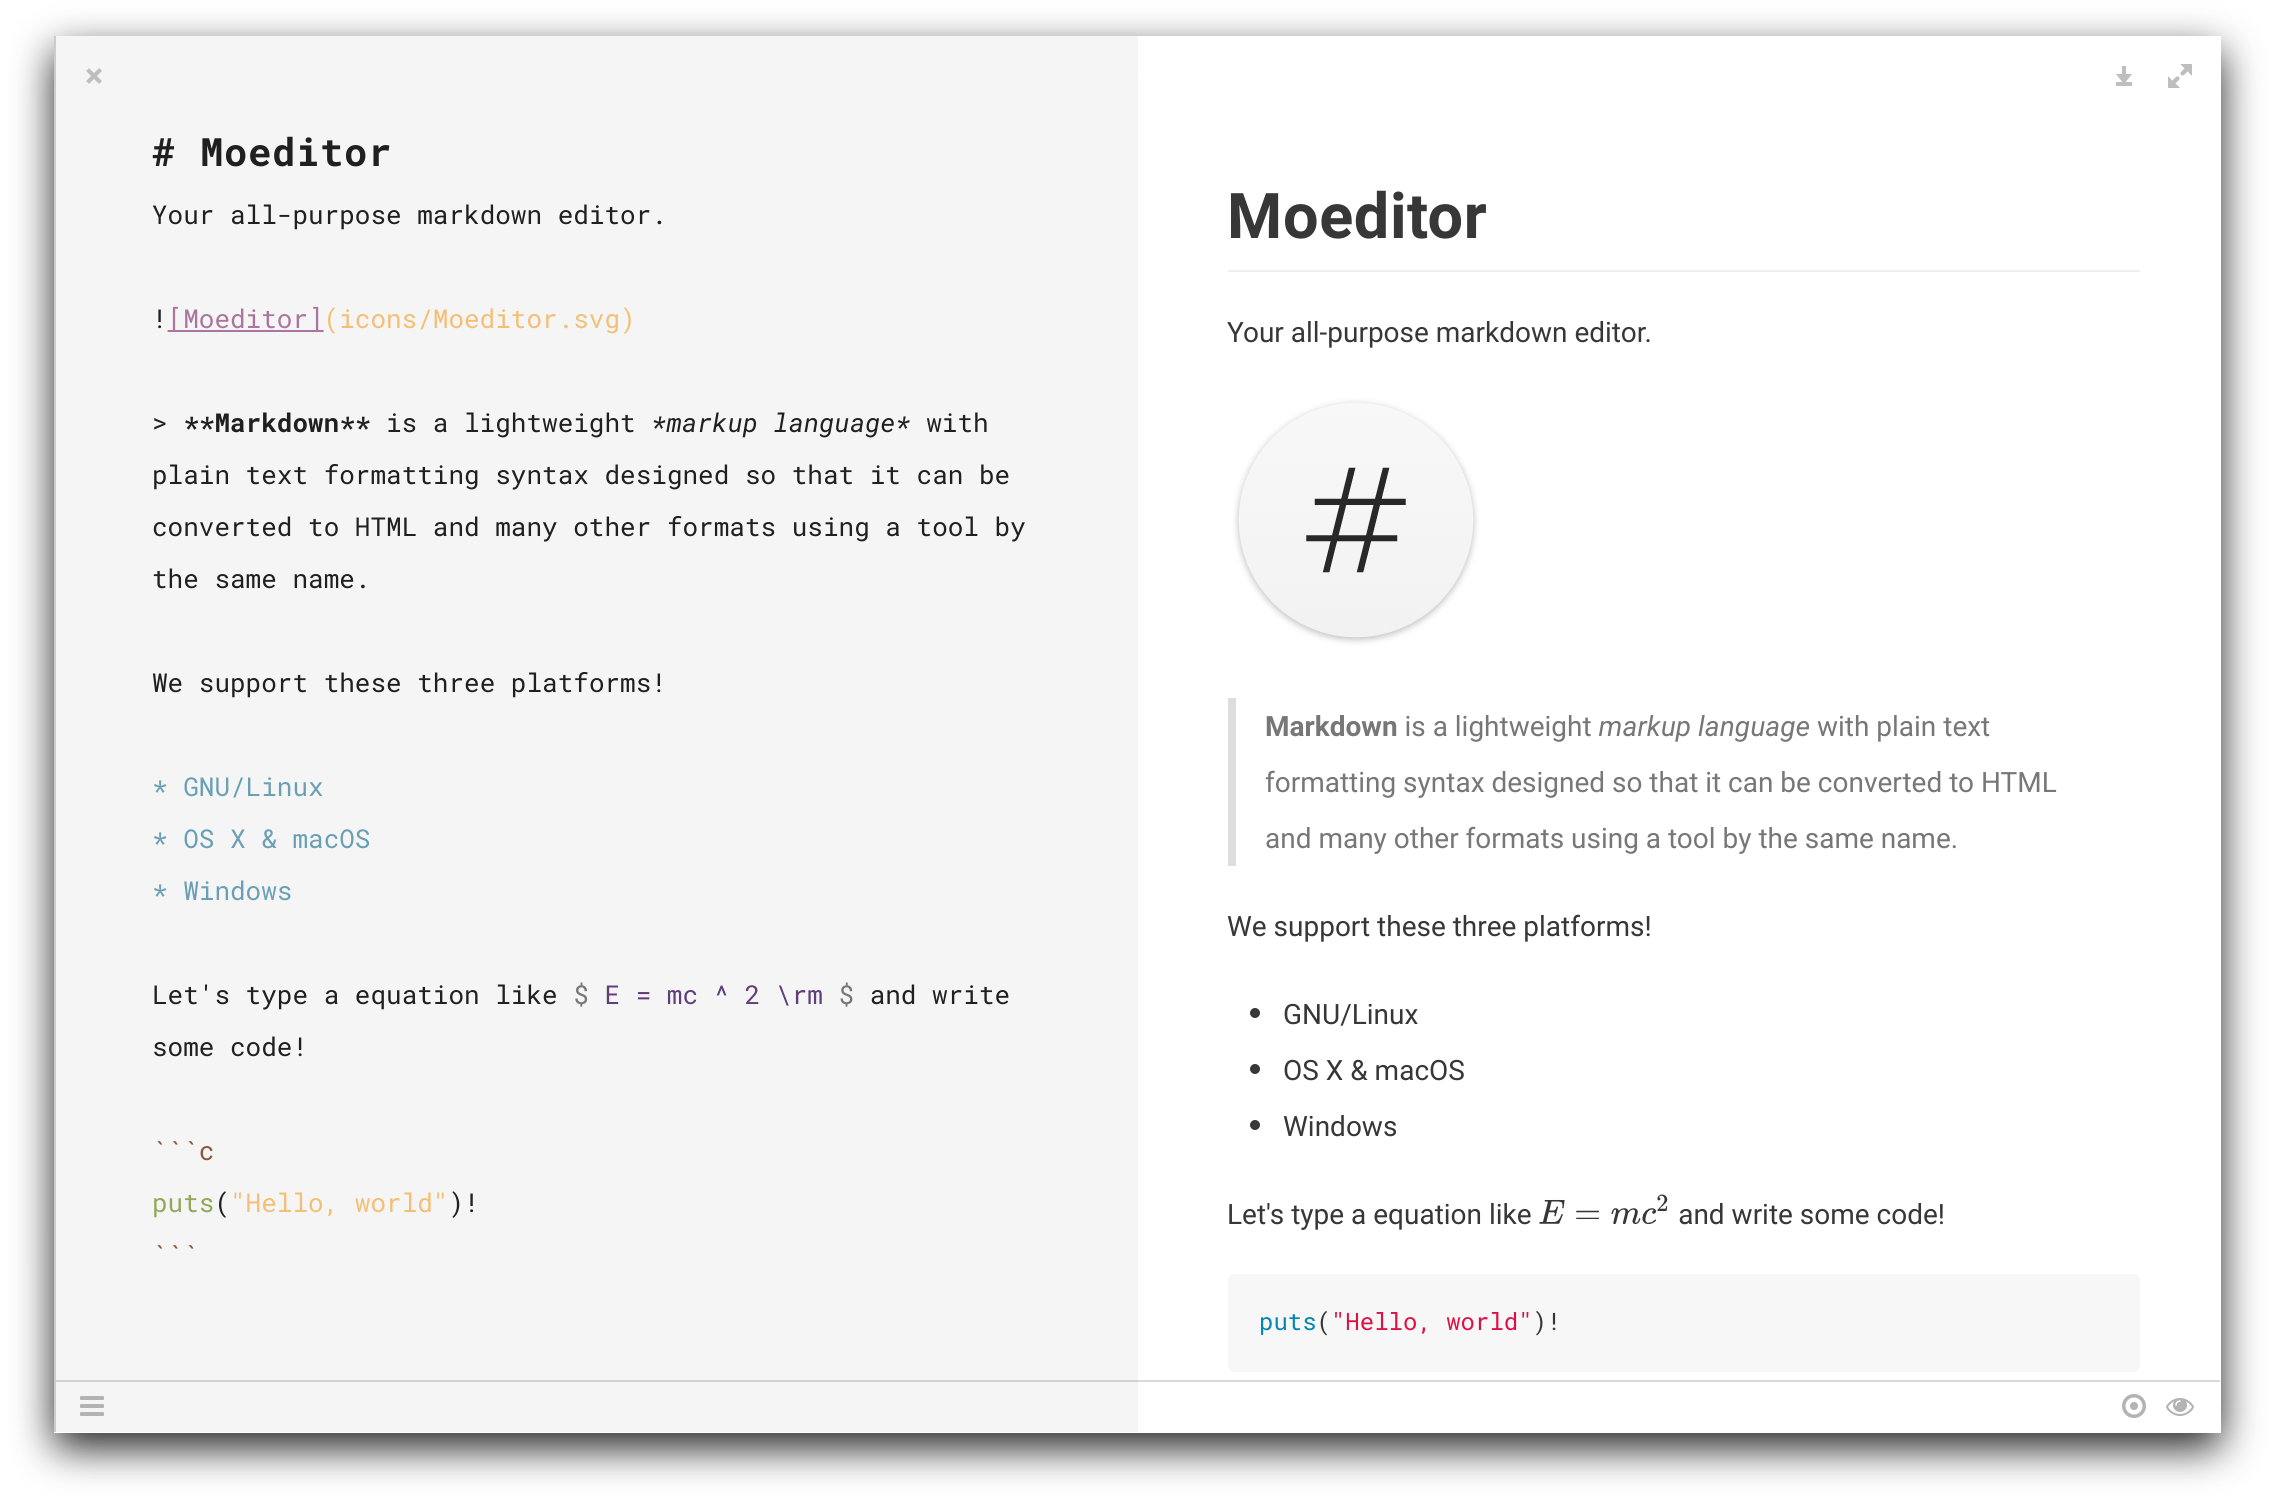 # Moeditor
Your all-purpose markdown editor.
![Moeditor](icons/Moeditor.svg)
> **Markdown** is a lightweight *markup language* with
plain text formatting syntax designed so that it can be
converted to HTML and many other formats using a tool by
the same name.
We support these three platforms!
* GNU/Linux
* OS X & macOS
* Windows
Let's type a equation like $ E = mc ^ 2 \rm $ and write
some code!
```c
puts("Hello, world")!
```
Moeditor
Your all-purpose markdown editor.
#
Markdown is a lightweight markup language with plain text
formatting syntax designed so that it can be converted to HTML
and many other formats using a tool by the same name.
We support these three platforms!
• GNU/Linux
• OS X & macOS
• Windows
Let's type a equation like E = mc² and write some code!
puts("Hello, world")!